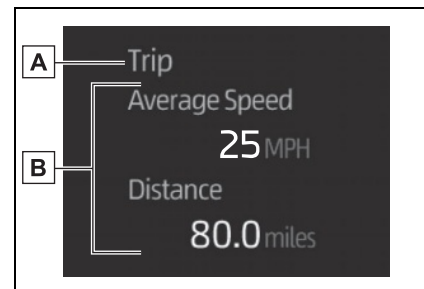 A
Trip
Average Speed
25 MPH
B
Distance
80.0 miles